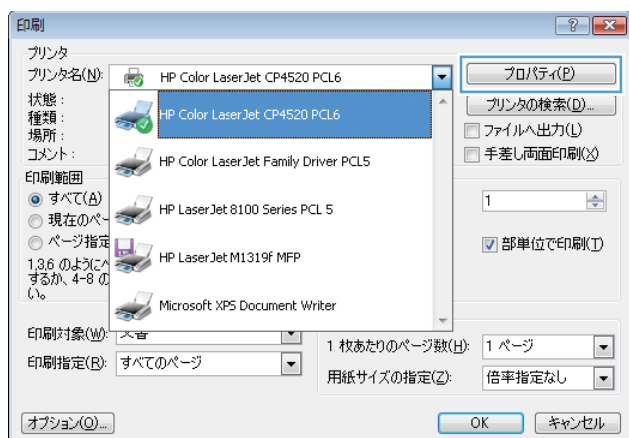 印刷
プリンタ
プリンタ名(N):
HP Color LaserJet CP4520 PCL6
プロパティ(P)
状態 :
種類 :
場所 :
コメント :
HP Color LaserJet CP4520 PCL6
HP Color LaserJet Family Driver PCL5
HP LaserJet 8100 Series PCL 5
HP LaserJet M1319f MFP
Microsoft XPS Document Writer
プリンタの検索(D)...
ファイルへ出力(L)
手差し両面印刷(X)
印刷範囲
すべて(A)
現在のペー
ページ指定
1,3,6 のように
するか、4-8 の
い。
1
部単位で印刷(T)
印刷対象(W):
文書
印刷指定(R):
すべてのページ
1 枚あたりのページ数(H):
1 ページ
用紙サイズの指定(Z):
倍率指定なし
オプション(O)...
OK
キャンセル